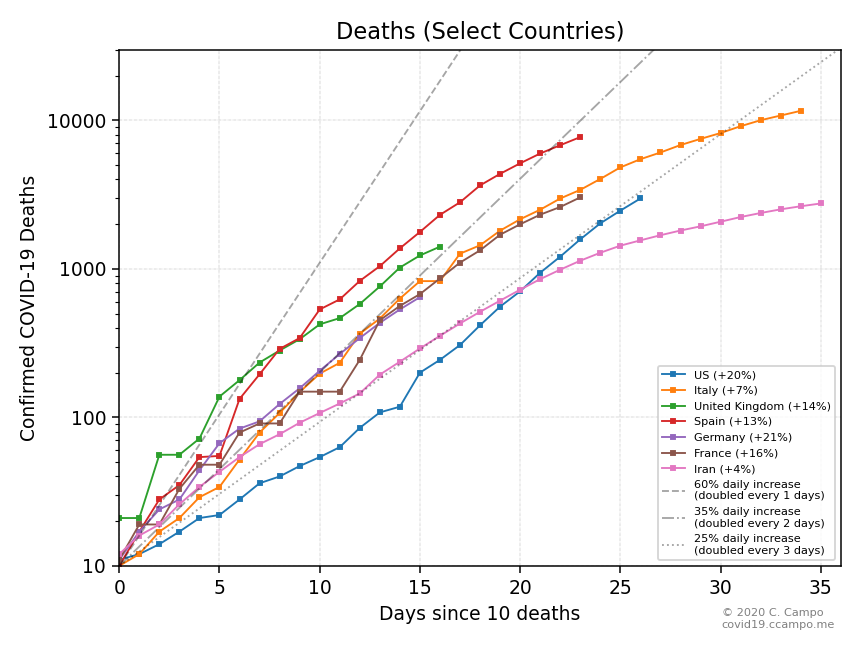 Deaths (Select Countries)
Confirmed COVID-19 Deaths
10000
1000
100
10
US (+20%)
Italy (+7%)
United Kingdom (+14%)
Spain (+13%)
Germany (+21%)
France (+16%)
Iran (+4%)
60% daily increase
(doubled every 1 days)
35% daily increase
(doubled every 2 days)
25% daily increase
(doubled every 3 days)
0 5 10 15 20 25 30 35
Days since 10 deaths
© 2020 C. Campo
covid19.ccampo.me